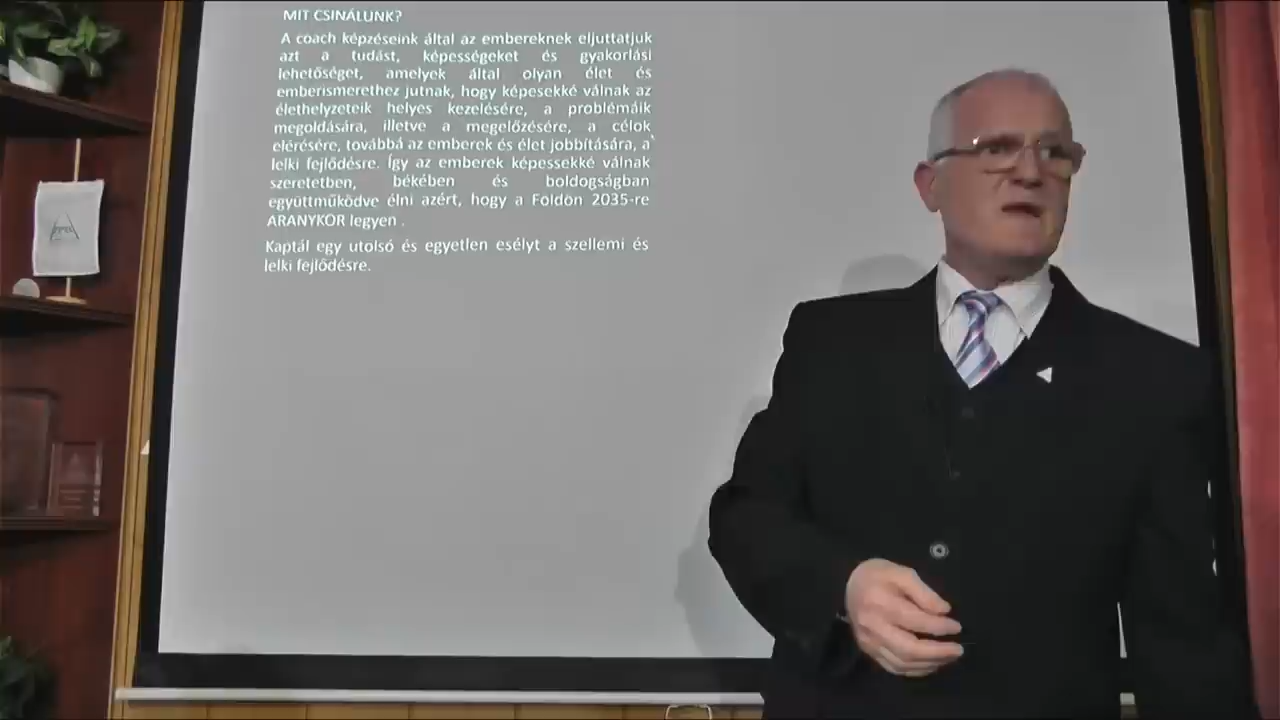 MIT CSINÁLUNK?
A coach képzéseink által az embereknek eljuttatjuk
azt a tudást, képességeket és gyakorlási
lehetőséget, amelyek által olyan élet és
emberismerethez jutnak, hogy képesekké válnak az
élethelyzeteik helyes kezelésére, a problémáik
megoldására, illetve a megelőzésére, a célok
elérésére, továbbá az emberek és élet jobbítására, a
lelki fejlődésre. Így az emberek képessekké válnak
szeretetben, békében és boldogságban
együttműködve élni azért, hogy a Földön 2035-re
ARANYKOR legyen .
Kaptál egy utolsó és egyetlen esélyt a szellemi és
lelki fejlődésre.